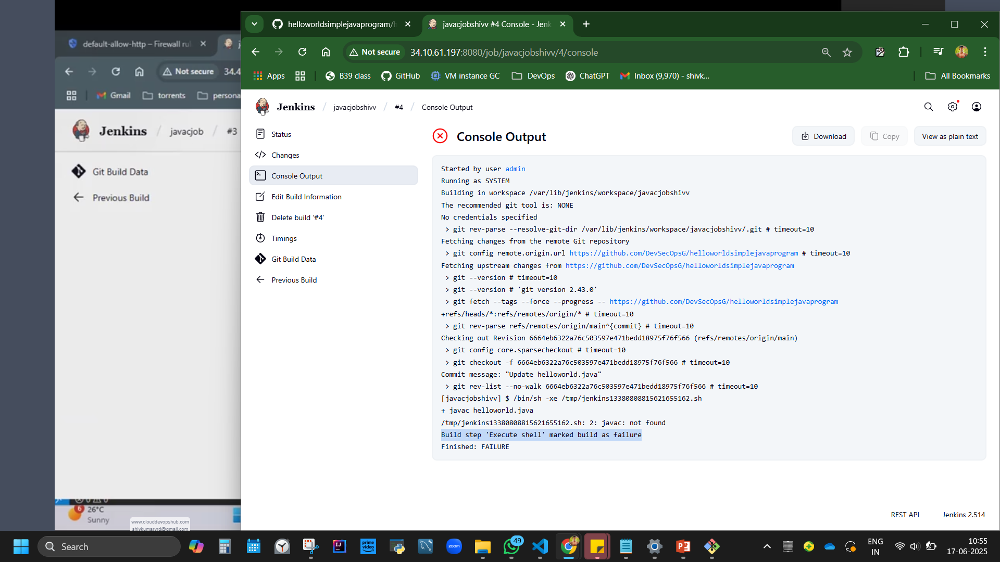 default-allow-http – Firewall rul
Not secure
34.4
Gmail
torrents
persona
Jenkins / javacjob / #3
Git Build Data
Previous Build
26°C
Sunny
6
www.clouddevopshub.com
shivkumarvrd@gmail.com
helloworldsimplejavaprogram/h
javacjobshivv #4 Console - Jenk
Not secure
34.10.61.197:8080/job/javacjobshivv/4/console
Apps
B39 class
GitHub
VM instance GC
DevOps
ChatGPT
Inbox (9,970) - shivk...
All Bookmarks
Jenkins / javacjobshivv / #4 / Console Output
Status
Changes
Console Output
Edit Build Information
Delete build ‘#4’
Timings
Git Build Data
Previous Build
Console Output
Download
Copy
View as plain text
Started by user admin
Running as SYSTEM
Building in workspace /var/lib/jenkins/workspace/javacjobshivv
The recommended git tool is: NONE
No credentials specified
 > git rev-parse --resolve-git-dir /var/lib/jenkins/workspace/javacjobshivv/.git # timeout=10
Fetching changes from the remote Git repository
 > git config remote.origin.url https://github.com/DevSecOpsG/helloworldsimplejavaprogram # timeout=10
Fetching upstream changes from https://github.com/DevSecOpsG/helloworldsimplejavaprogram
 > git --version # timeout=10
 > git --version # 'git version 2.43.0'
 > git fetch --tags --force --progress -- https://github.com/DevSecOpsG/helloworldsimplejavaprogram
+refs/heads/*:refs/remotes/origin/* # timeout=10
 > git rev-parse refs/remotes/origin/main^{commit} # timeout=10
Checking out Revision 6664eb6322a76c503597e471bedd18975f76f566 (refs/remotes/origin/main)
 > git config core.sparsecheckout # timeout=10
 > git checkout -f 6664eb6322a76c503597e471bedd18975f76f566 # timeout=10
Commit message: "Update helloworld.java"
 > git rev-list --no-walk 6664eb6322a76c503597e471bedd18975f76f566 # timeout=10
[javacjobshivv] $ /bin/sh -xe /tmp/jenkins13380808815621655162.sh
+ javac helloworld.java
/tmp/jenkins13380808815621655162.sh: 2: javac: not found
Build step 'Execute shell' marked build as failure
Finished: FAILURE
REST API
Jenkins 2.514
Search
prime video
zoom
49
ENG
IN
10:55
17-06-2025